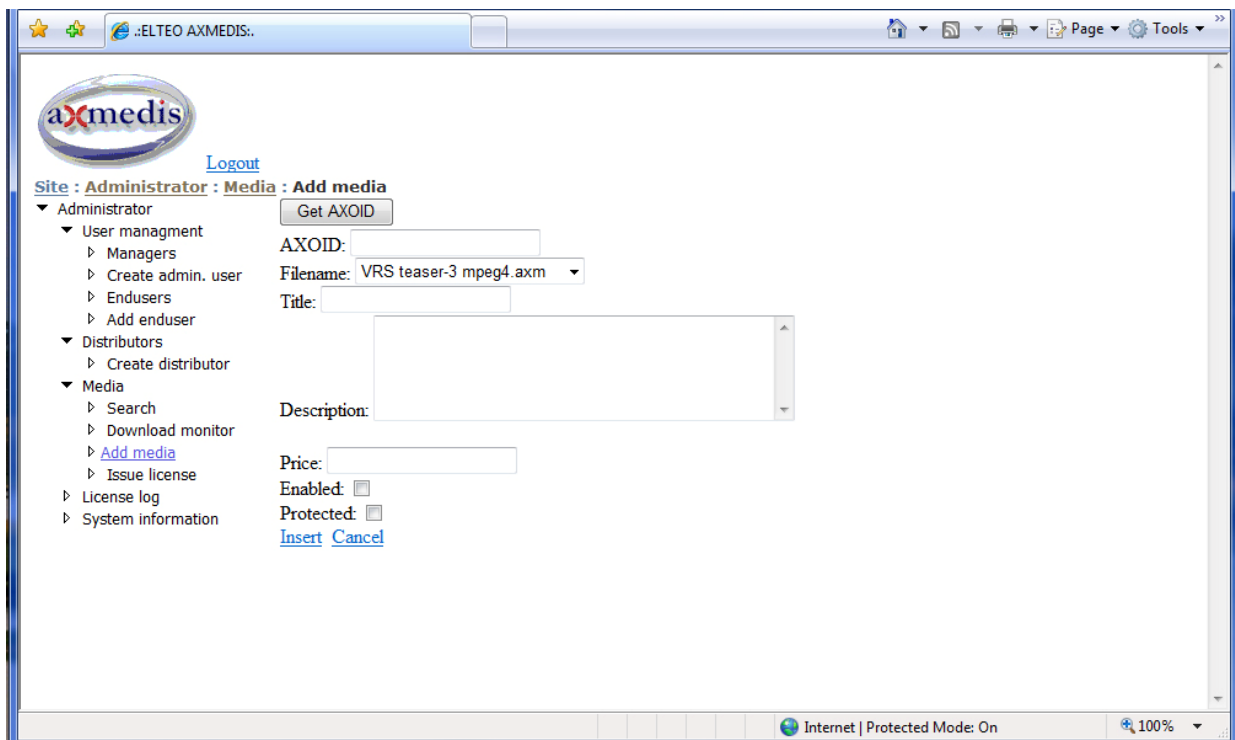 .:ELTEO AXMEDIS:.
Page
Tools
»
axmedis
Logout
Site : Administrator : Media : Add media
Administrator
User managment
Managers
Create admin. user
Endusers
Add enduser
Distributors
Create distributor
Media
Search
Download monitor
Add media
Issue license
License log
System information
Get AXOID
AXOID:
Filename: VRS teaser-3 mpeg4.axm
Title:
Description:
Price:
Enabled:
Protected:
Insert Cancel
Internet | Protected Mode: On
100%